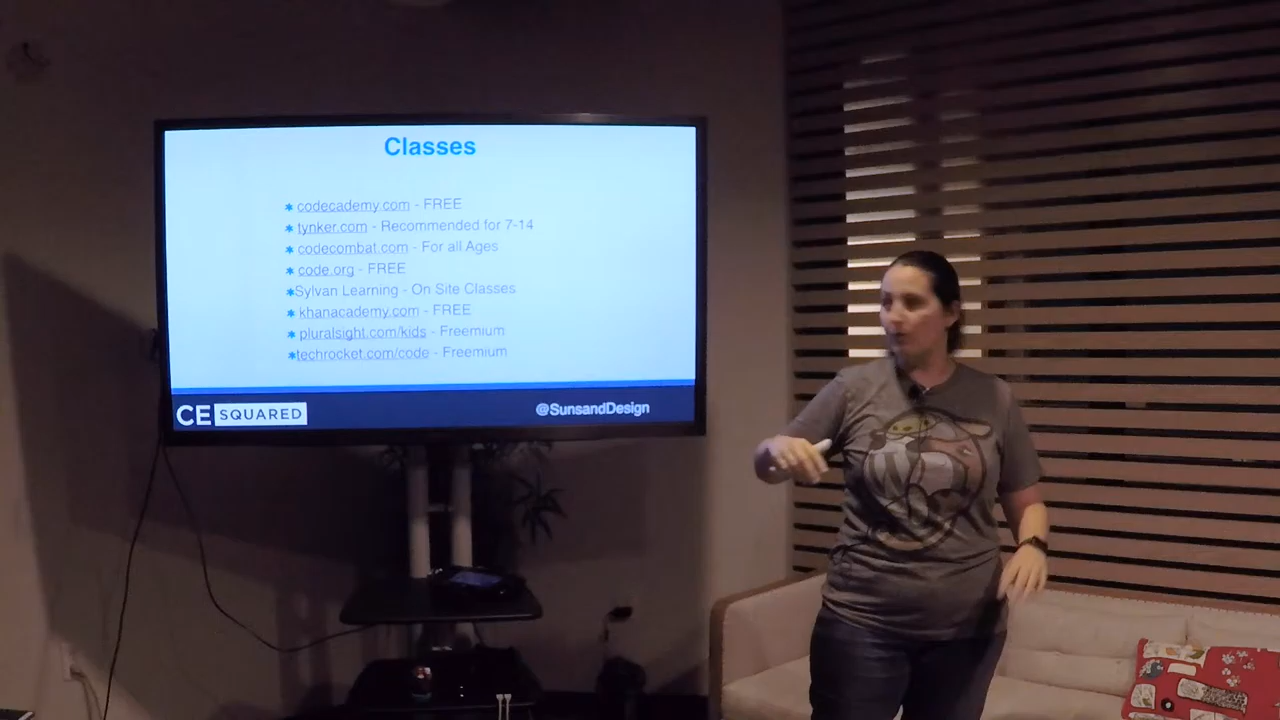 Classes
* codecademy.com - FREE
* tynker.com - Recommended for 7-14
* codecombat.com - For all Ages
* code.org - FREE
*Sylvan Learning - On Site Classes
* khanacademy.com - FREE
* pluralsight.com/kids - Freemium
*techrocket.com/code - Freemium
CE SQUARED
@SunsandDesign